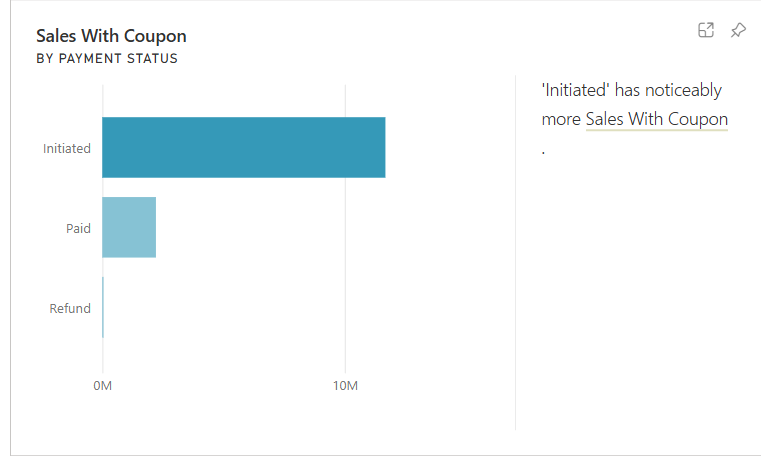 Sales With Coupon
BY PAYMENT STATUS
Initiated
Paid
Refund
0M
10M
'Initiated' has noticeably
more Sales With Coupon
.